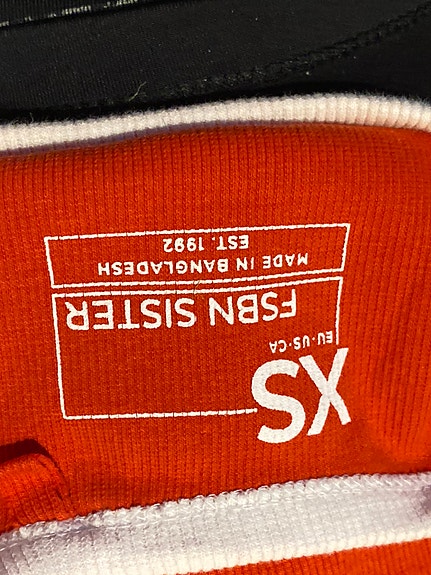 XS
EU·US·CA
FSBN SISTER
MADE IN BANGLADESH
EST. 1992